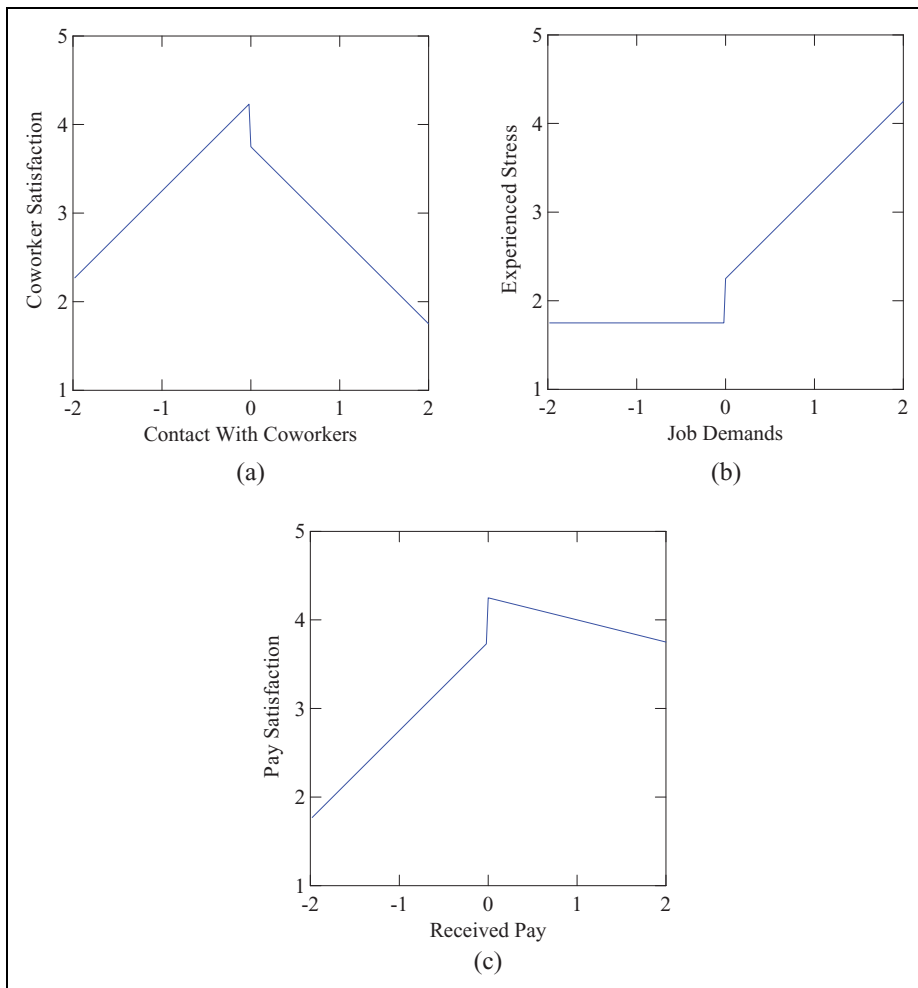 5
4
3
2
1
Coworker Satisfaction
-2 -1 0 1 2
Contact With Coworkers
(a)
5
4
3
2
1
Experienced Stress
-2 -1 0 1 2
Job Demands
(b)
5
4
3
2
1
Pay Satisfaction
-2 -1 0 1 2
Received Pay
(c)